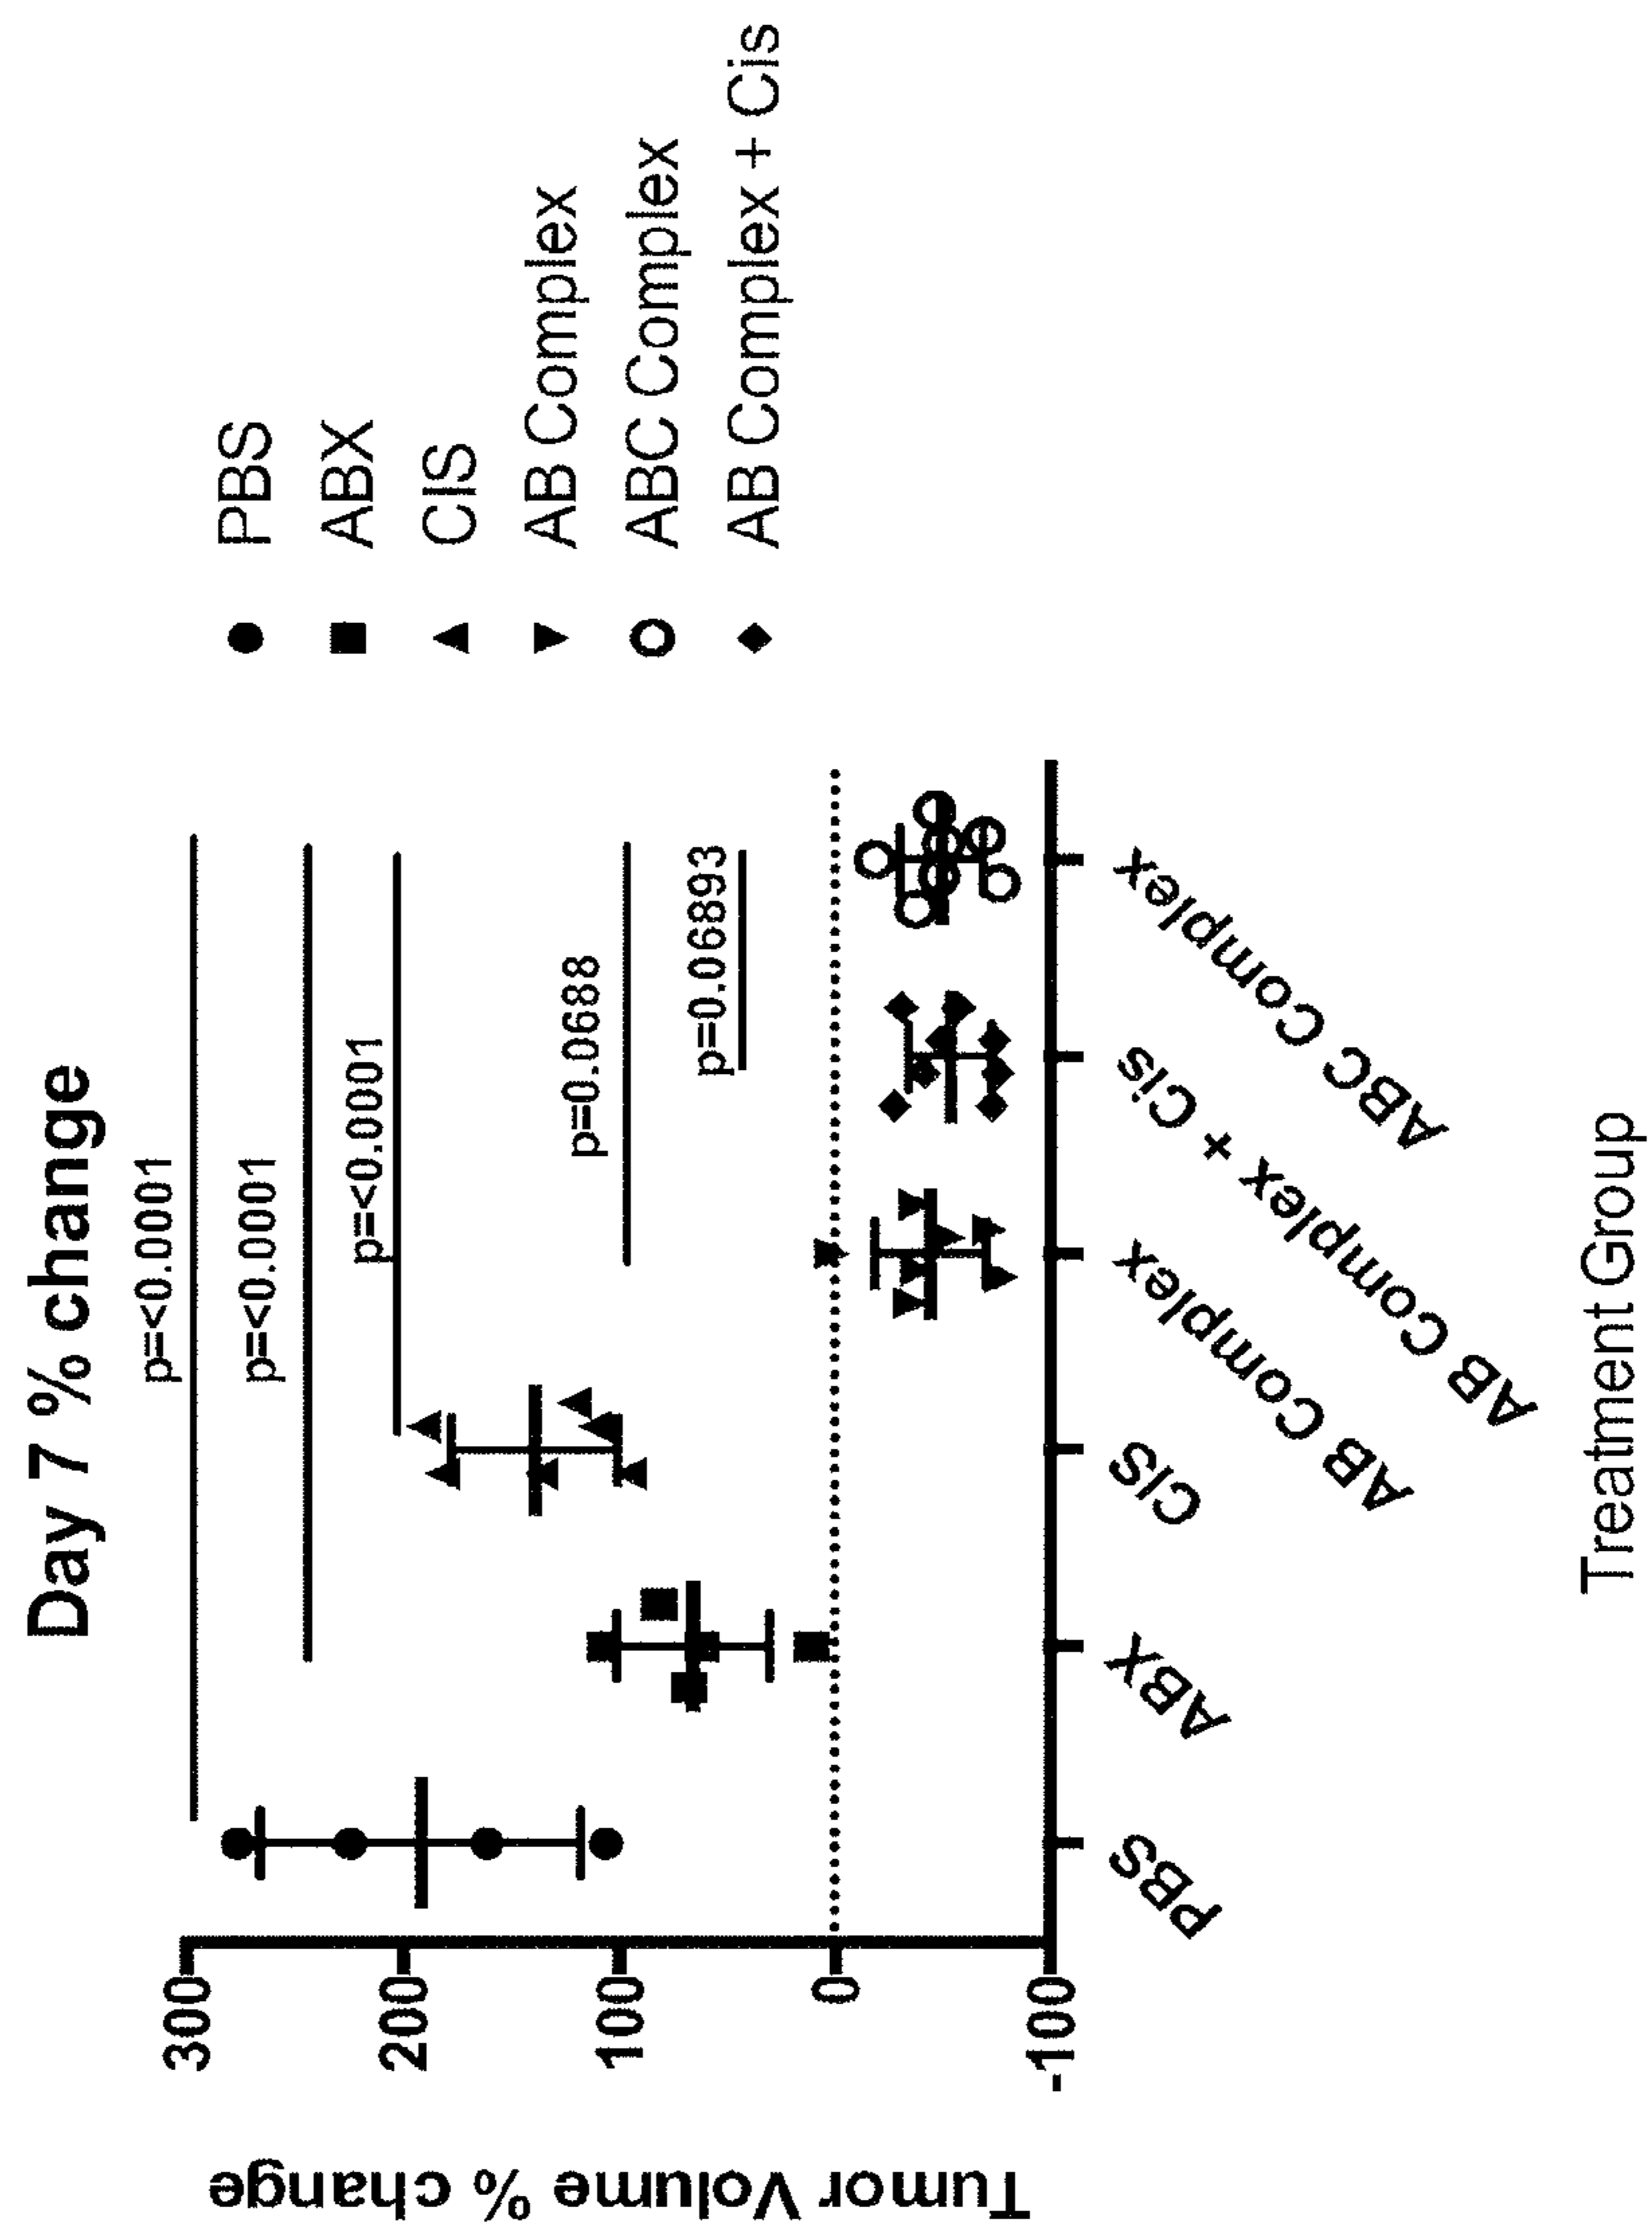 Day 7 % change
p=<0.0001
p=<0.0001
p=<0.0001
p=0.0688
p=0.06893
300
200
100
0
-100
Tumor Volume % change
PBS
ABX
CIS
AB Complex
AB Complex + Cis
ABC Complex
Treatment Group
PBS
ABX
CIS
AB Complex
ABC Complex
AB Complex + Cis